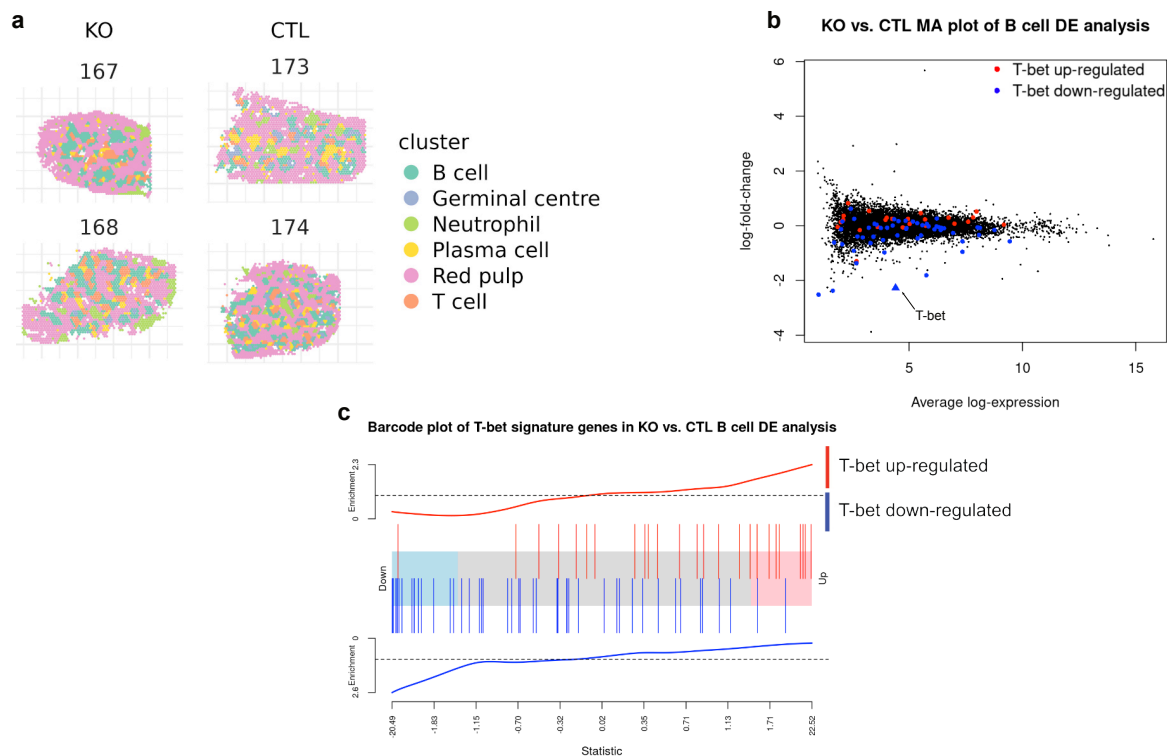 a
KO
CTL
167
173
168
174
cluster
B cell
Germinal centre
Neutrophil
Plasma cell
Red pulp
T cell
b
KO vs. CTL MA plot of B cell DE analysis
T-bet up-regulated
T-bet down-regulated
log-fold-change
6
4
2
0
-2
-4
T-bet
5
10
15
Average log-expression
c
Barcode plot of T-bet signature genes in KO vs. CTL B cell DE analysis
Enrichment
2.3
0
T-bet up-regulated
T-bet down-regulated
Down
Up
Enrichment
0
2.6
-20.49
-1.83
-1.15
-0.70
-0.32
0.02
0.35
0.71
1.13
1.71
22.52
Statistic